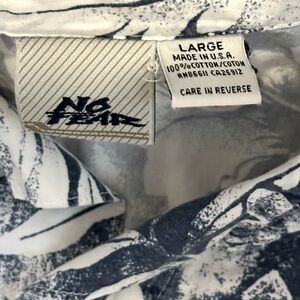 NO
FEAR
LARGE
MADE IN U.S.A.
100%COTTON/COTON
RN86611 CA26912
CARE IN REVERSE